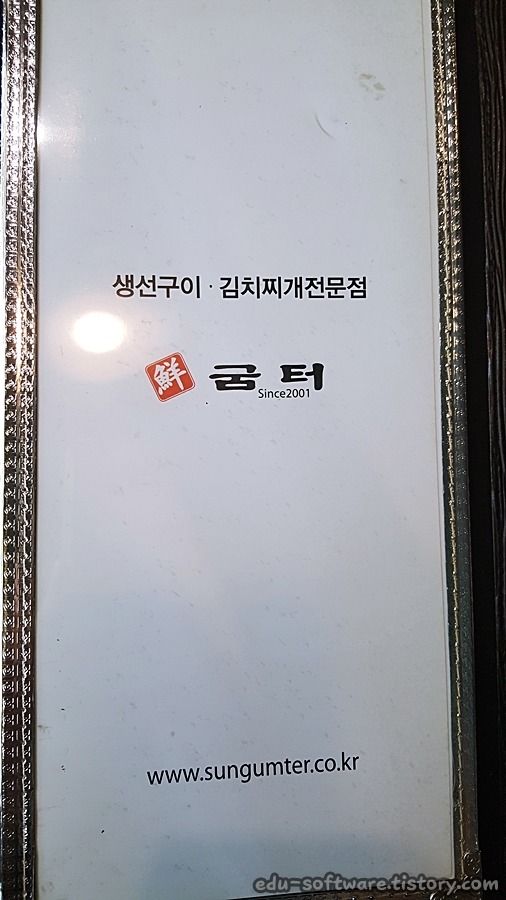 생선구이 · 김치찌개전문점
鮮 굼터
Since2001
www.sungumter.co.kr
edu-software.tistory.com